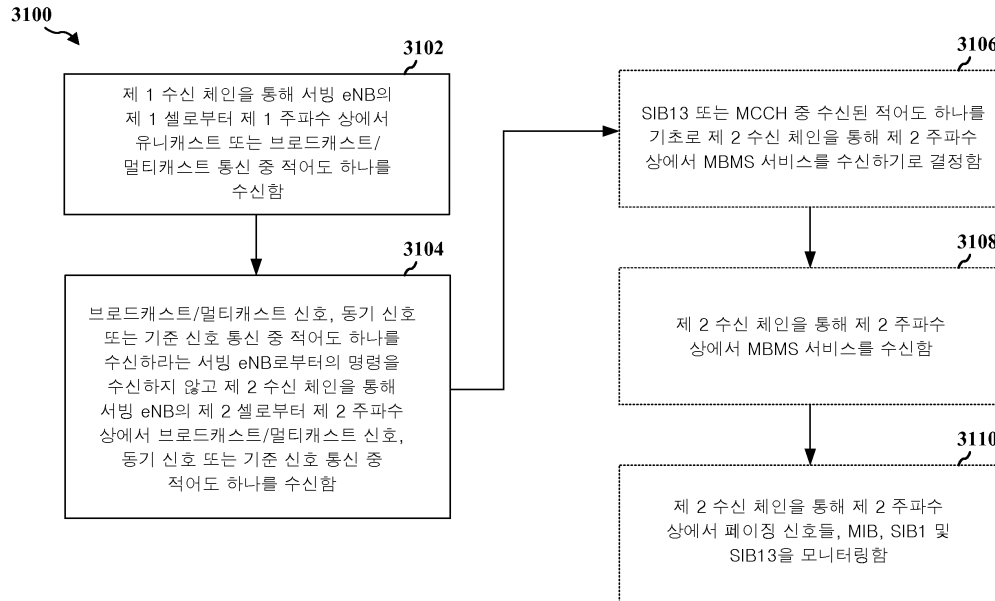 3100
3102
제 1 수신 체인을 통해 서빙 eNB의
제 1 셀로부터 제 1 주파수 상에서
유니캐스트 또는 브로드캐스트/
멀티캐스트 통신 중 적어도 하나를
수신함
3104
브로드캐스트/멀티캐스트 신호, 동기 신호
또는 기준 신호 통신 중 적어도 하나를
수신하라는 서빙 eNB로부터의 명령을
수신하지 않고 제 2 수신 체인을 통해
서빙 eNB의 제 2 셀로부터 제 2 주파수
상에서 브로드캐스트/멀티캐스트 신호,
동기 신호 또는 기준 신호 통신 중
적어도 하나를 수신함
3106
SIB13 또는 MCCH 중 수신된 적어도 하나를
기초로 제 2 수신 체인을 통해 제 2 주파수
상에서 MBMS 서비스를 수신하기로 결정함
3108
제 2 수신 체인을 통해 제 2 주파수
상에서 MBMS 서비스를 수신함
3110
제 2 수신 체인을 통해 제 2 주파수
상에서 페이징 신호들, MIB, SIB1 및
SIB13을 모니터링함